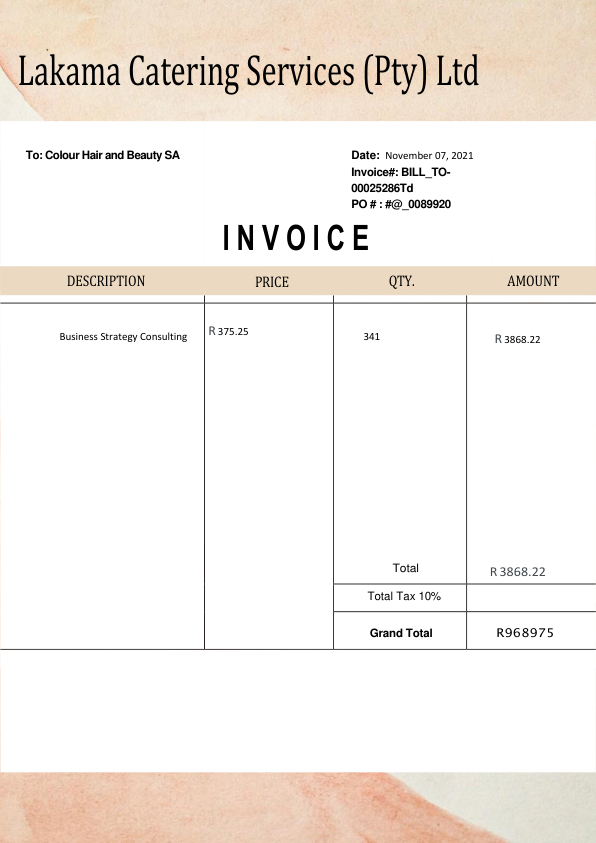 Lakama Catering Services (Pty) Ltd
To: Colour Hair and Beauty SA
Date: November 07, 2021
Invoice#: BILL_TO-
00025286Td
PO # : #@_0089920
INVOICE
DESCRIPTION PRICE QTY. AMOUNT
Business Strategy Consulting R 375.25 341 R 3868.22
Total R 3868.22
Total Tax 10%
Grand Total R968975